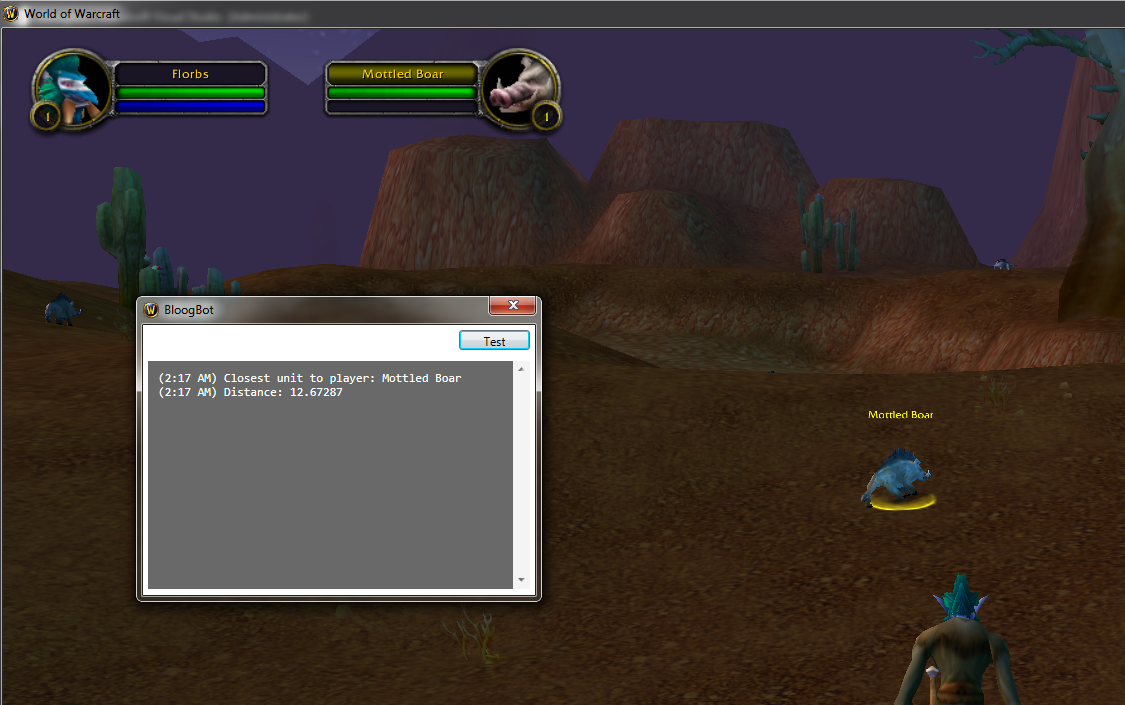 World of Warcraft
Florbs
1
Mottled Boar
1
BloogBot
Test
(2:17 AM) Closest unit to player: Mottled Boar
(2:17 AM) Distance: 12.67287
Mottled Boar